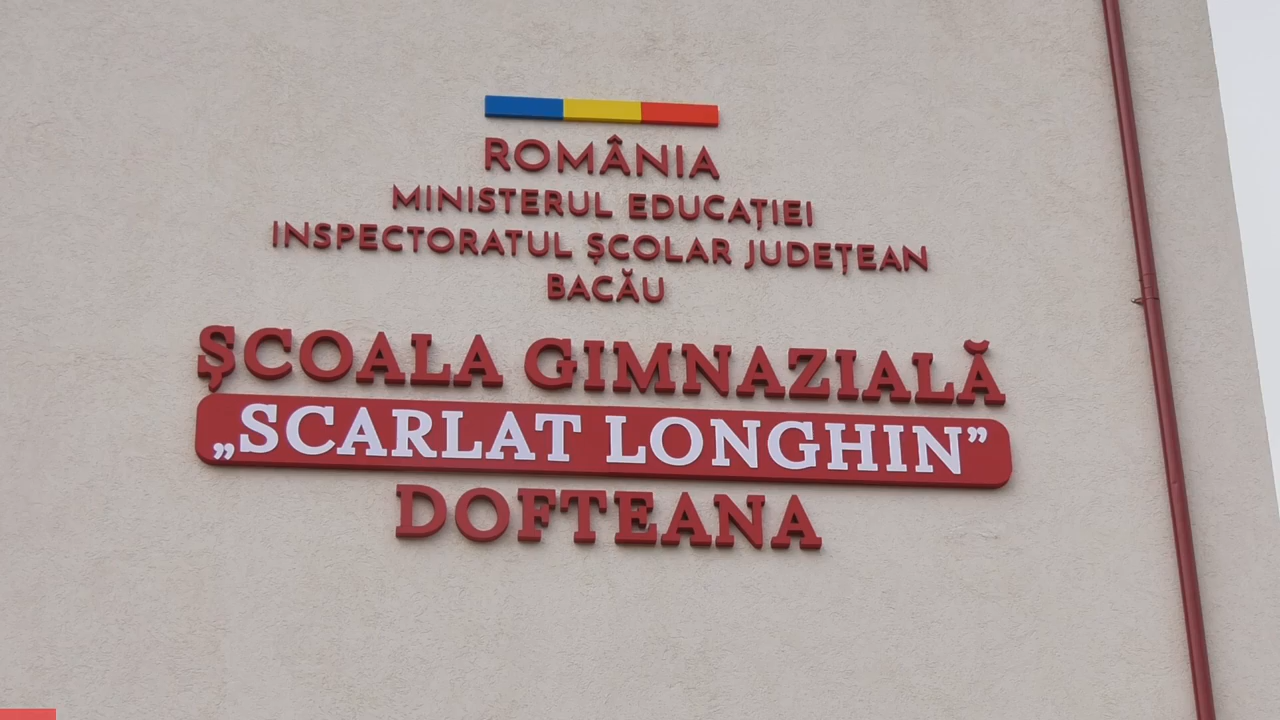 ROMÂNIA
MINISTERUL EDUCAȚIEI
INSPECTORATUL ȘCOLAR JUDEȚEAN
BACĂU
ȘCOALA GIMNAZIALĂ
„SCARLAT LONGHIN”
DOFTEANA